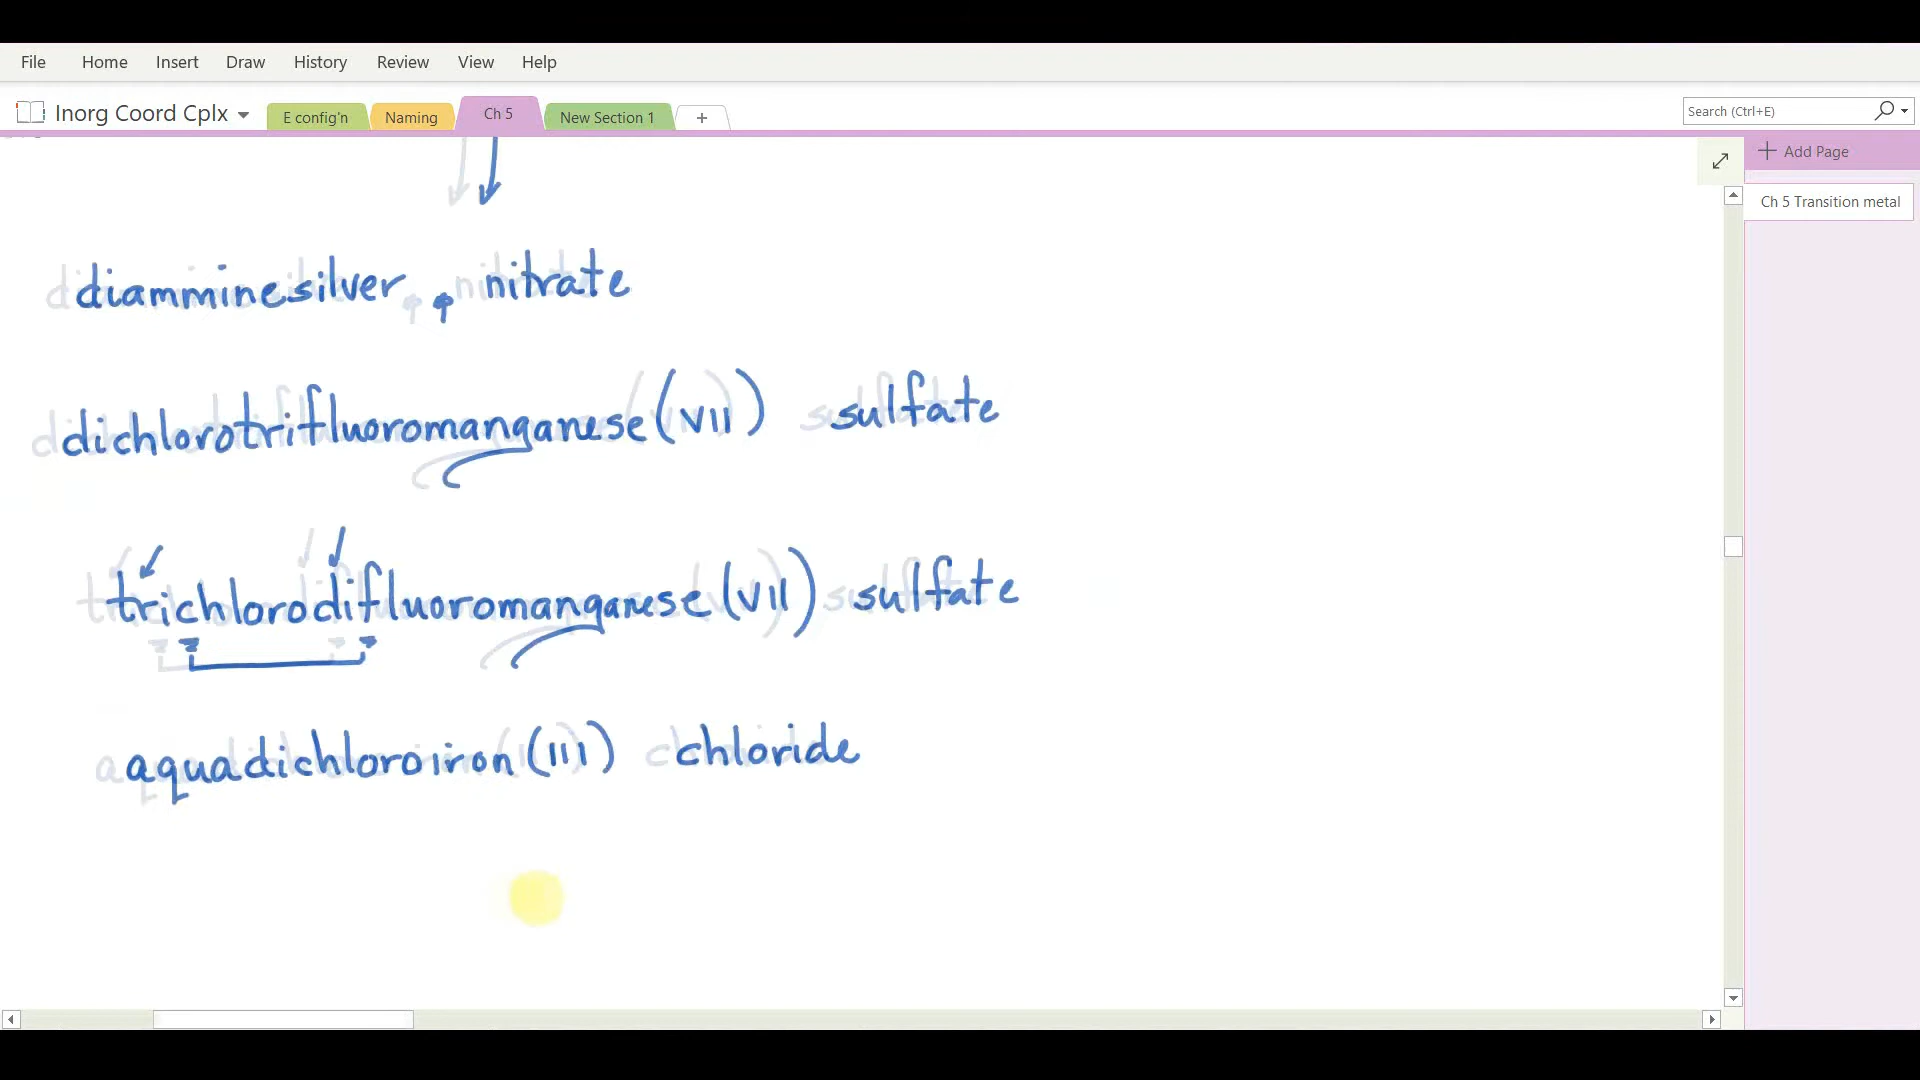 File Home Insert Draw History Review View Help
Inorg Coord Cplx E config'n Naming Ch 5 New Section 1 + Search (Ctrl+E)
Add Page
Ch 5 Transition metal
diamminesilver nitrate
dichlorotrifluoromanganese(VII) sulfate
trichlorodifluoromanganese(VII) sulfate
aquadichloroiron(III) chloride